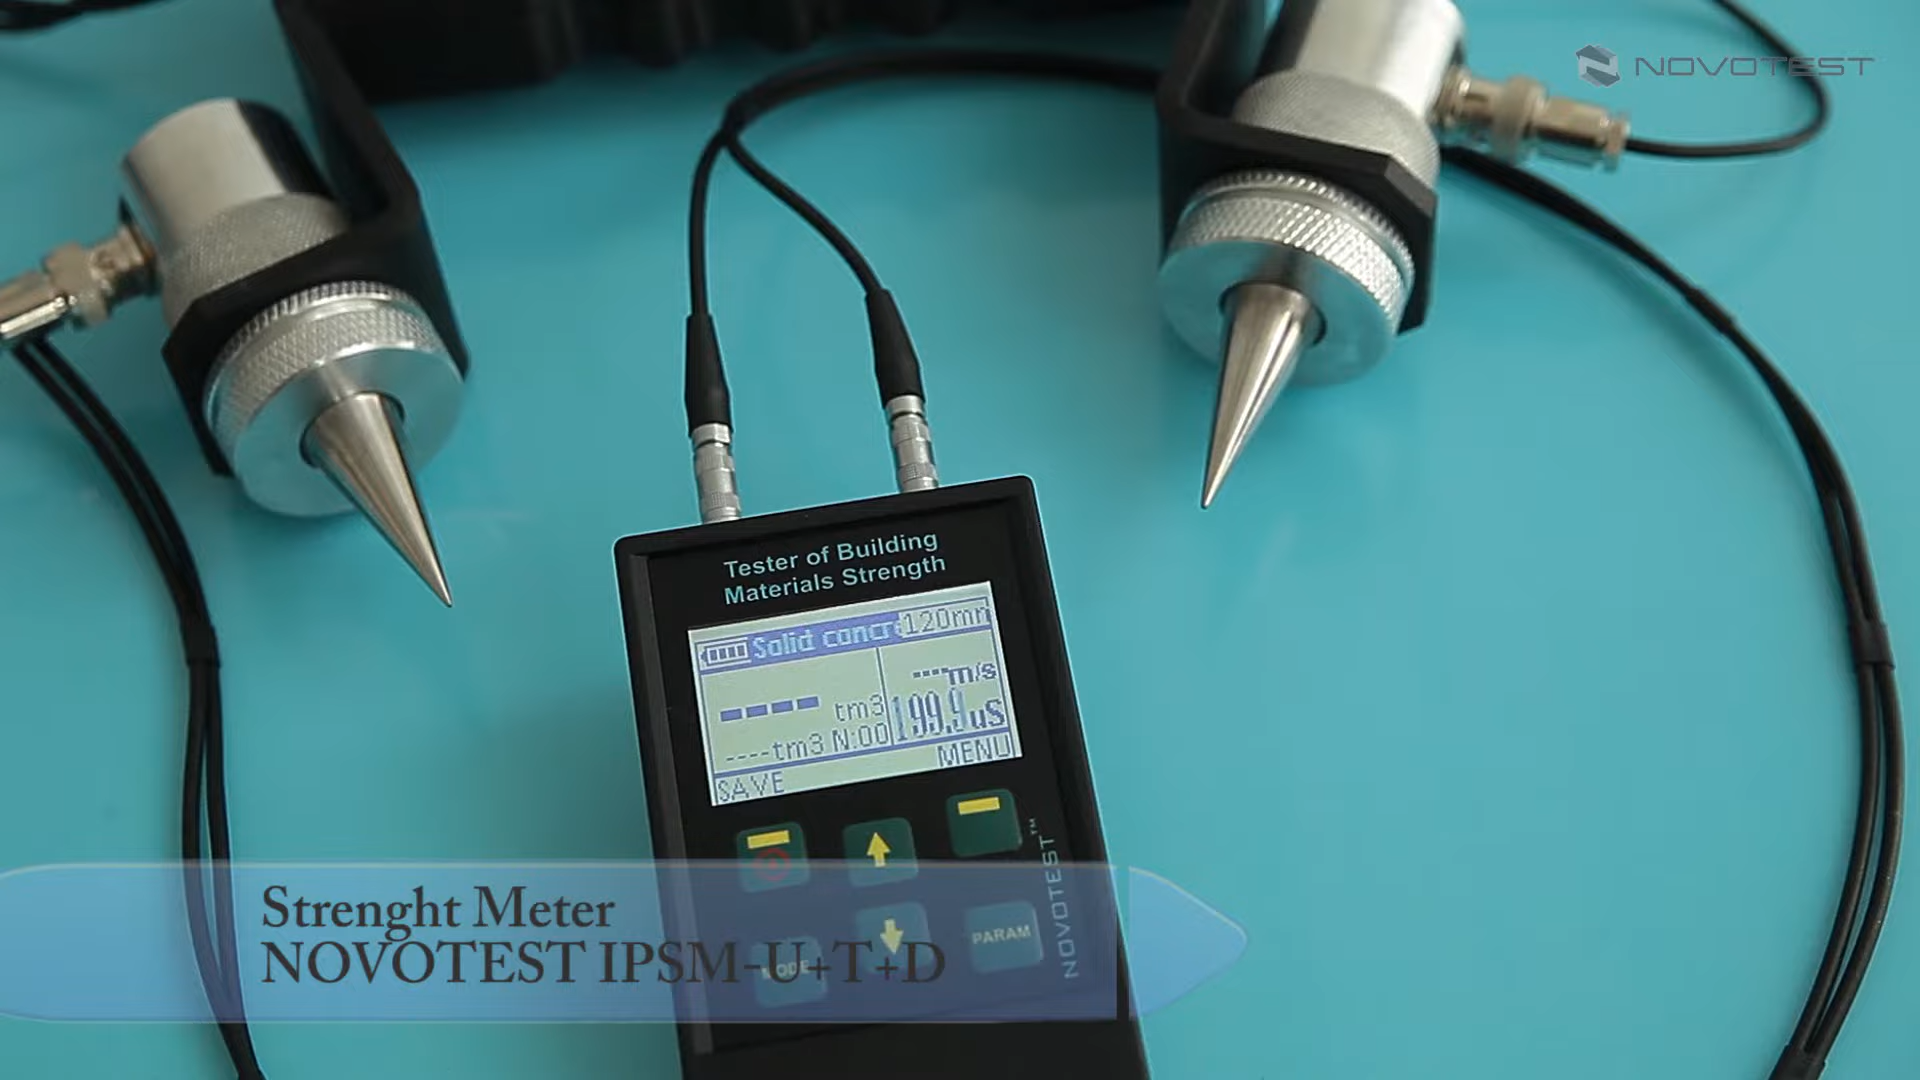 NOVOTEST
Tester of Building
Materials Strength
Solid concr 120mm
----m/s
---- tm3
199.9uS
----tm3 N:00
SAVE
MENU
NOVOTEST™
PARAM
MODE
Strenght Meter
NOVOTEST IPSM-U+T+D